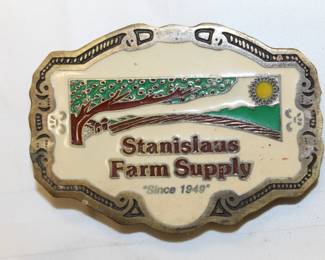 Stanislaus
Farm Supply
"Since 1949"